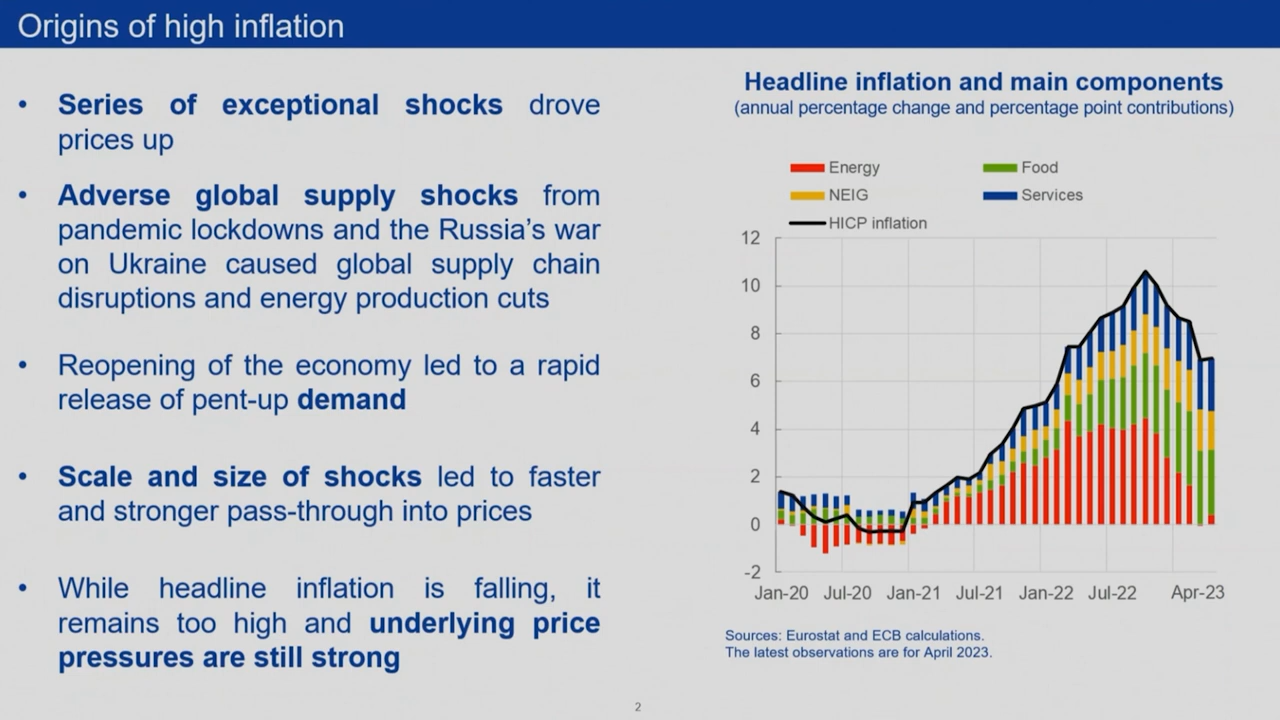 Origins of high inflation
• Series of exceptional shocks drove
prices up
• Adverse global supply shocks from
pandemic lockdowns and the Russia's war
on Ukraine caused global supply chain
disruptions and energy production cuts
• Reopening of the economy led to a rapid
release of pent-up demand
• Scale and size of shocks led to faster
and stronger pass-through into prices
• While headline inflation is falling, it
remains too high and underlying price
pressures are still strong
Headline inflation and main components
(annual percentage change and percentage point contributions)
Energy Food
NEIG Services
HICP inflation
12
10
8
6
4
2
0
-2
Jan-20 Jul-20 Jan-21 Jul-21 Jan-22 Jul-22 Apr-23
Sources: Eurostat and ECB calculations.
The latest observations are for April 2023.
2